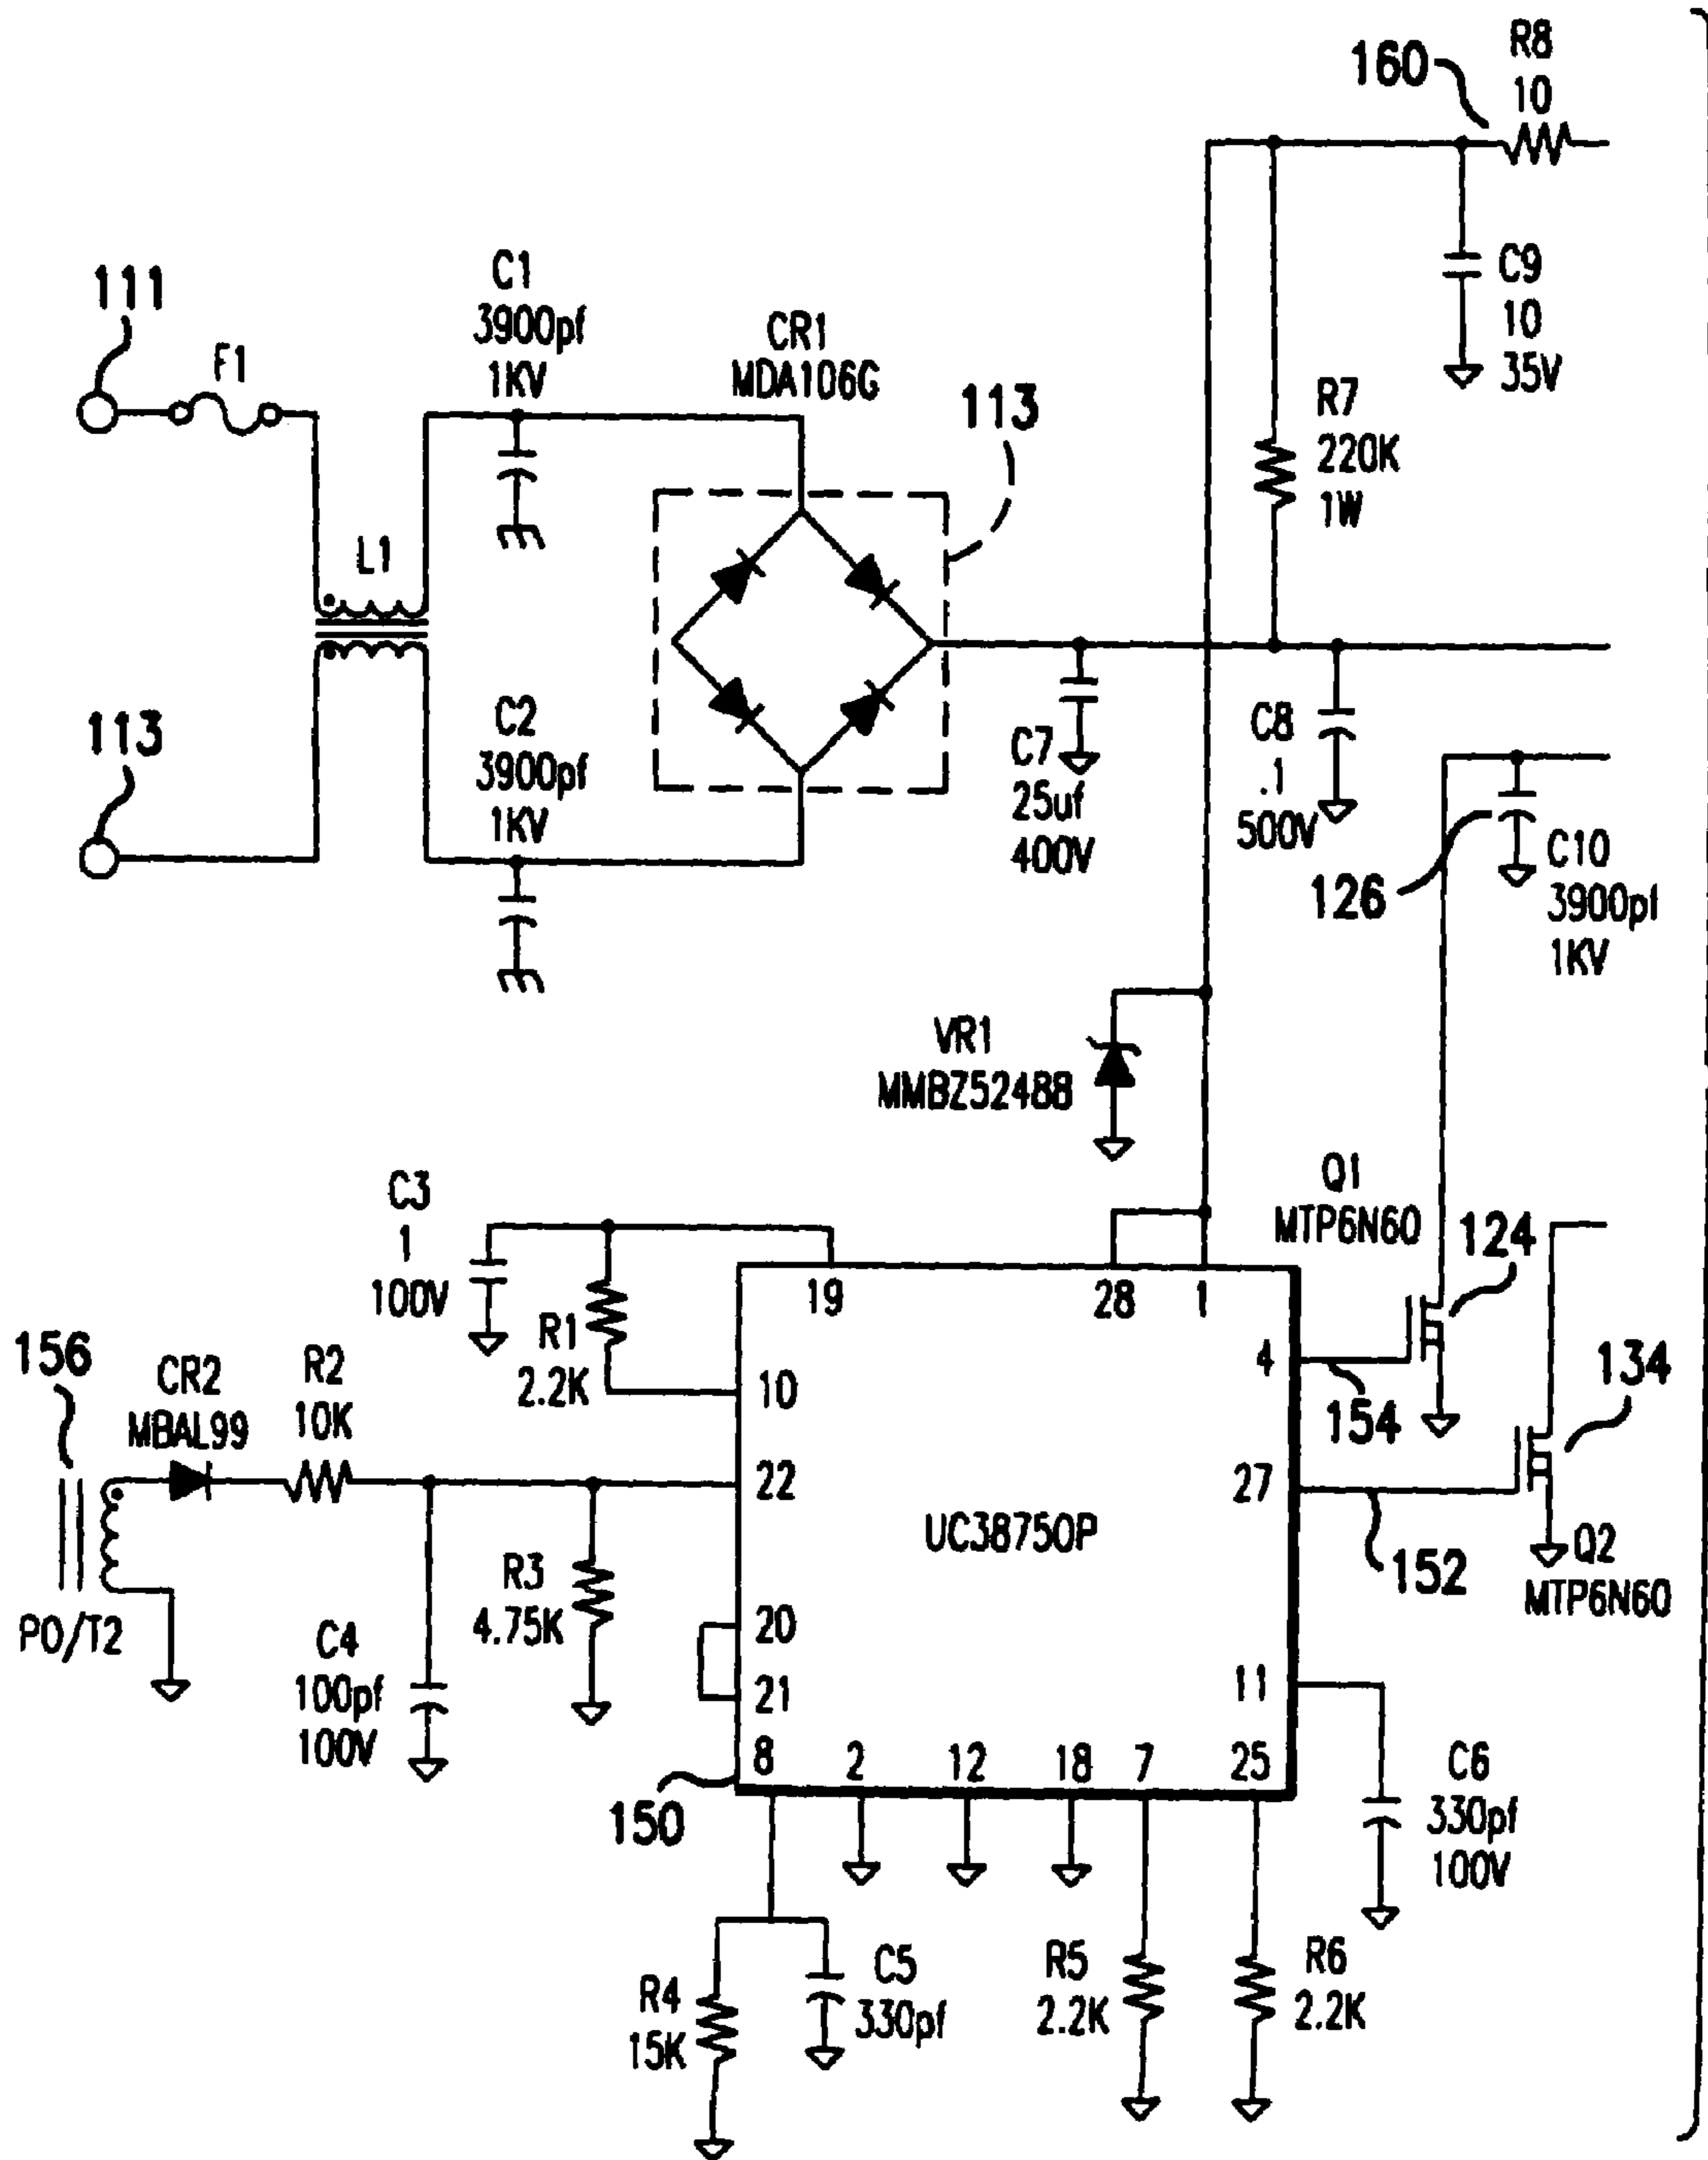 R8
10
160
C9
10
35V
C1
3900pf
1KV
CR1
MDA106G
111
F1
113
R7
220K
1W
L1
113
C2
3900pf
1KV
C7
25uf
400V
C8
.1
500V
126
C10
3900pf
1KV
VR1
MMBZ5248B
Q1
MTP6N60
124
C3
1
100V
19
28
1
R1
2.2K
4
134
156
CR2
MBAL99
R2
10K
10
154
22
27
UC38750P
152
Q2
MTP6N60
PO/T2
R3
4.75K
C4
100pf
100V
20
21
11
8
2
12
18
7
25
C6
330pf
100V
150
R4
15K
C5
330pf
R5
2.2K
R6
2.2K